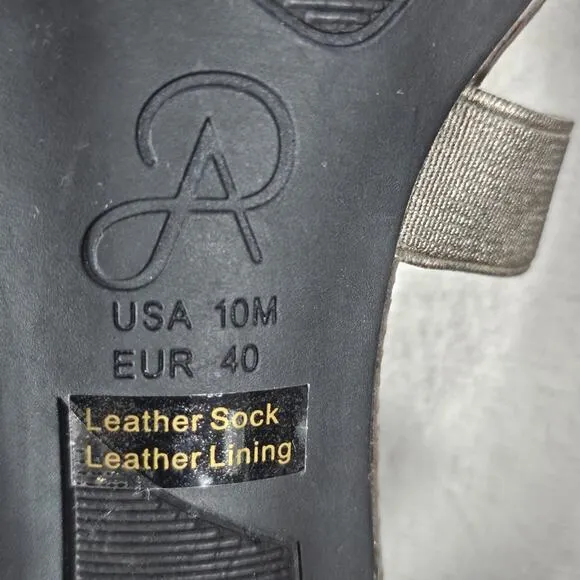 USA 10M
EUR 40
Leather Sock
Leather Lining